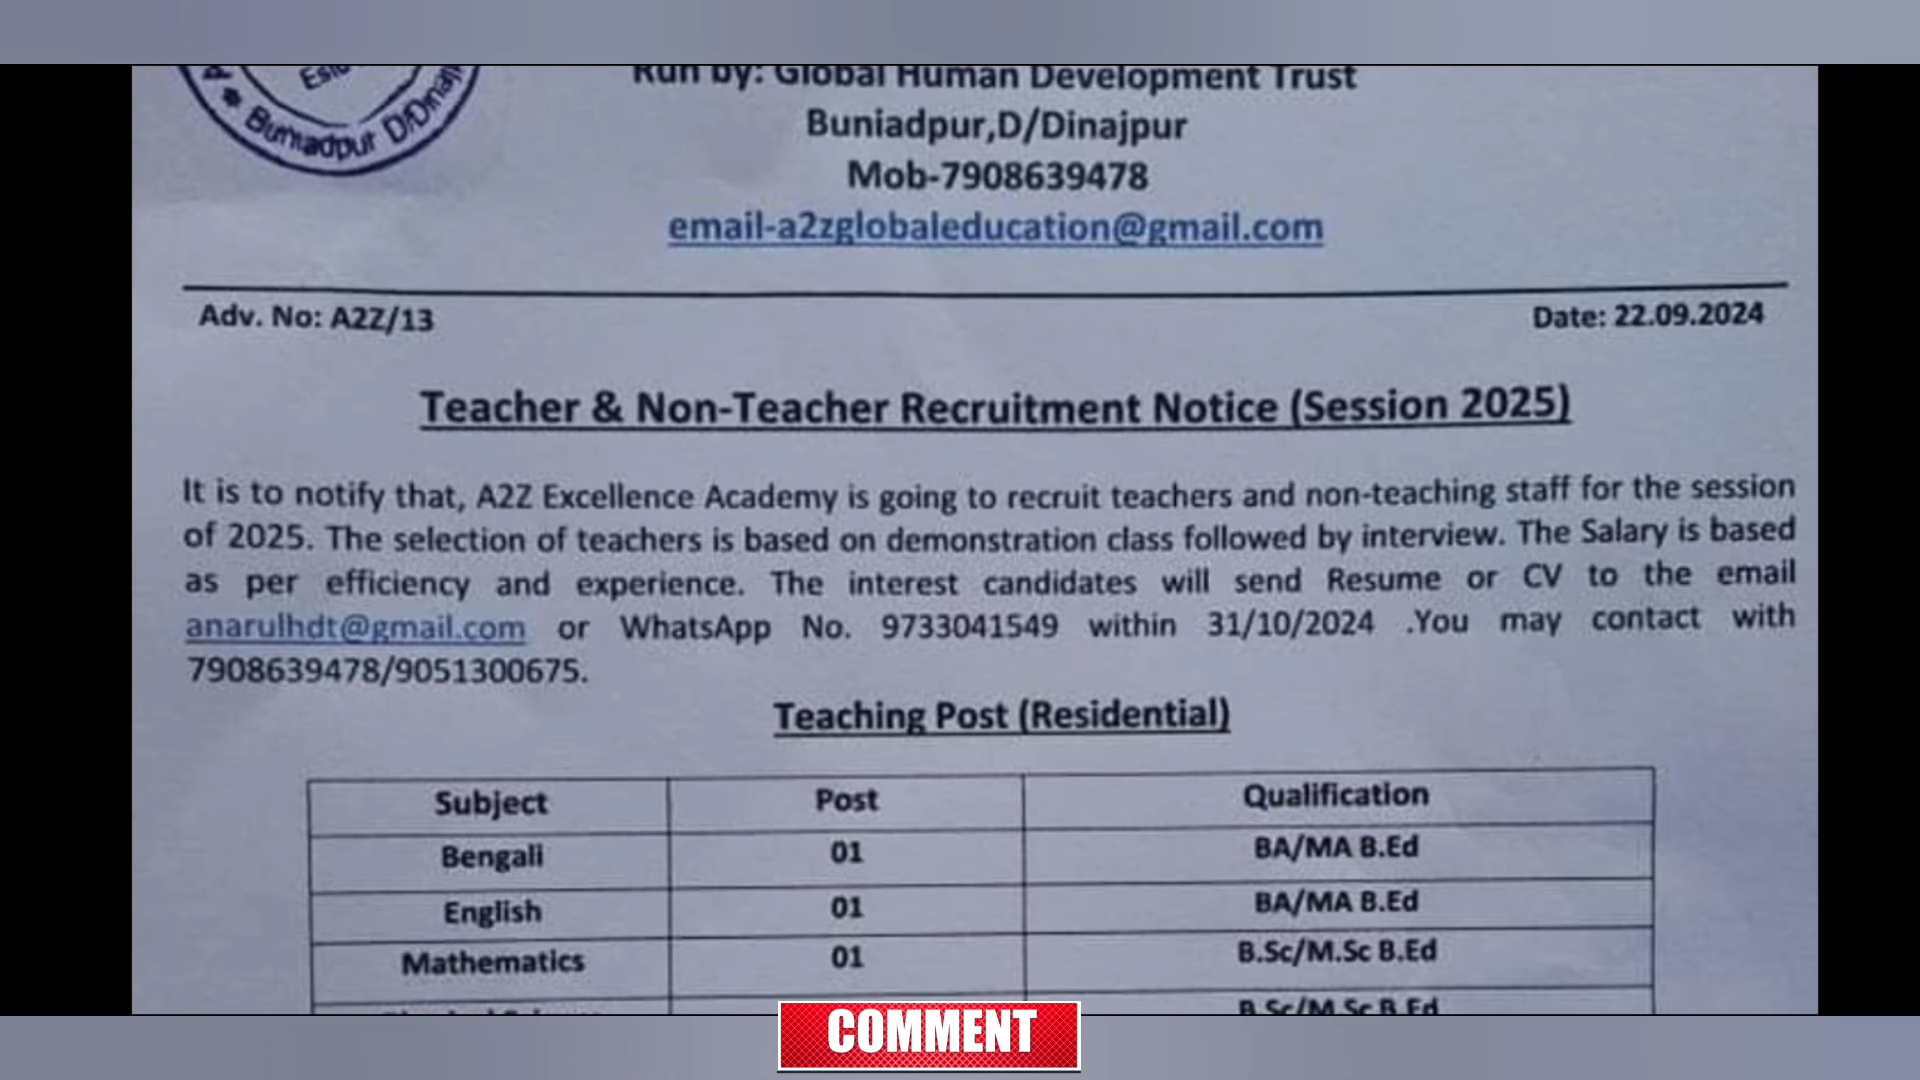 Buniadpur D/Dinaj
Run by: Global Human Development Trust
Buniadpur,D/Dinajpur
Mob-7908639478
email-a2zglobaleducation@gmail.com
Adv. No: A2Z/13
Date: 22.09.2024
Teacher & Non-Teacher Recruitment Notice (Session 2025)
It is to notify that, A2Z Excellence Academy is going to recruit teachers and non-teaching staff for the session
of 2025. The selection of teachers is based on demonstration class followed by interview. The Salary is based
as per efficiency and experience. The interest candidates will send Resume or CV to the email
anarulhdt@gmail.com or WhatsApp No. 9733041549 within 31/10/2024 .You may contact with
7908639478/9051300675.
Teaching Post (Residential)
Subject Post Qualification
Bengali 01 BA/MA B.Ed
English 01 BA/MA B.Ed
Mathematics 01 B.Sc/M.Sc B.Ed
B.Sc/M.Sc B.Ed
COMMENT